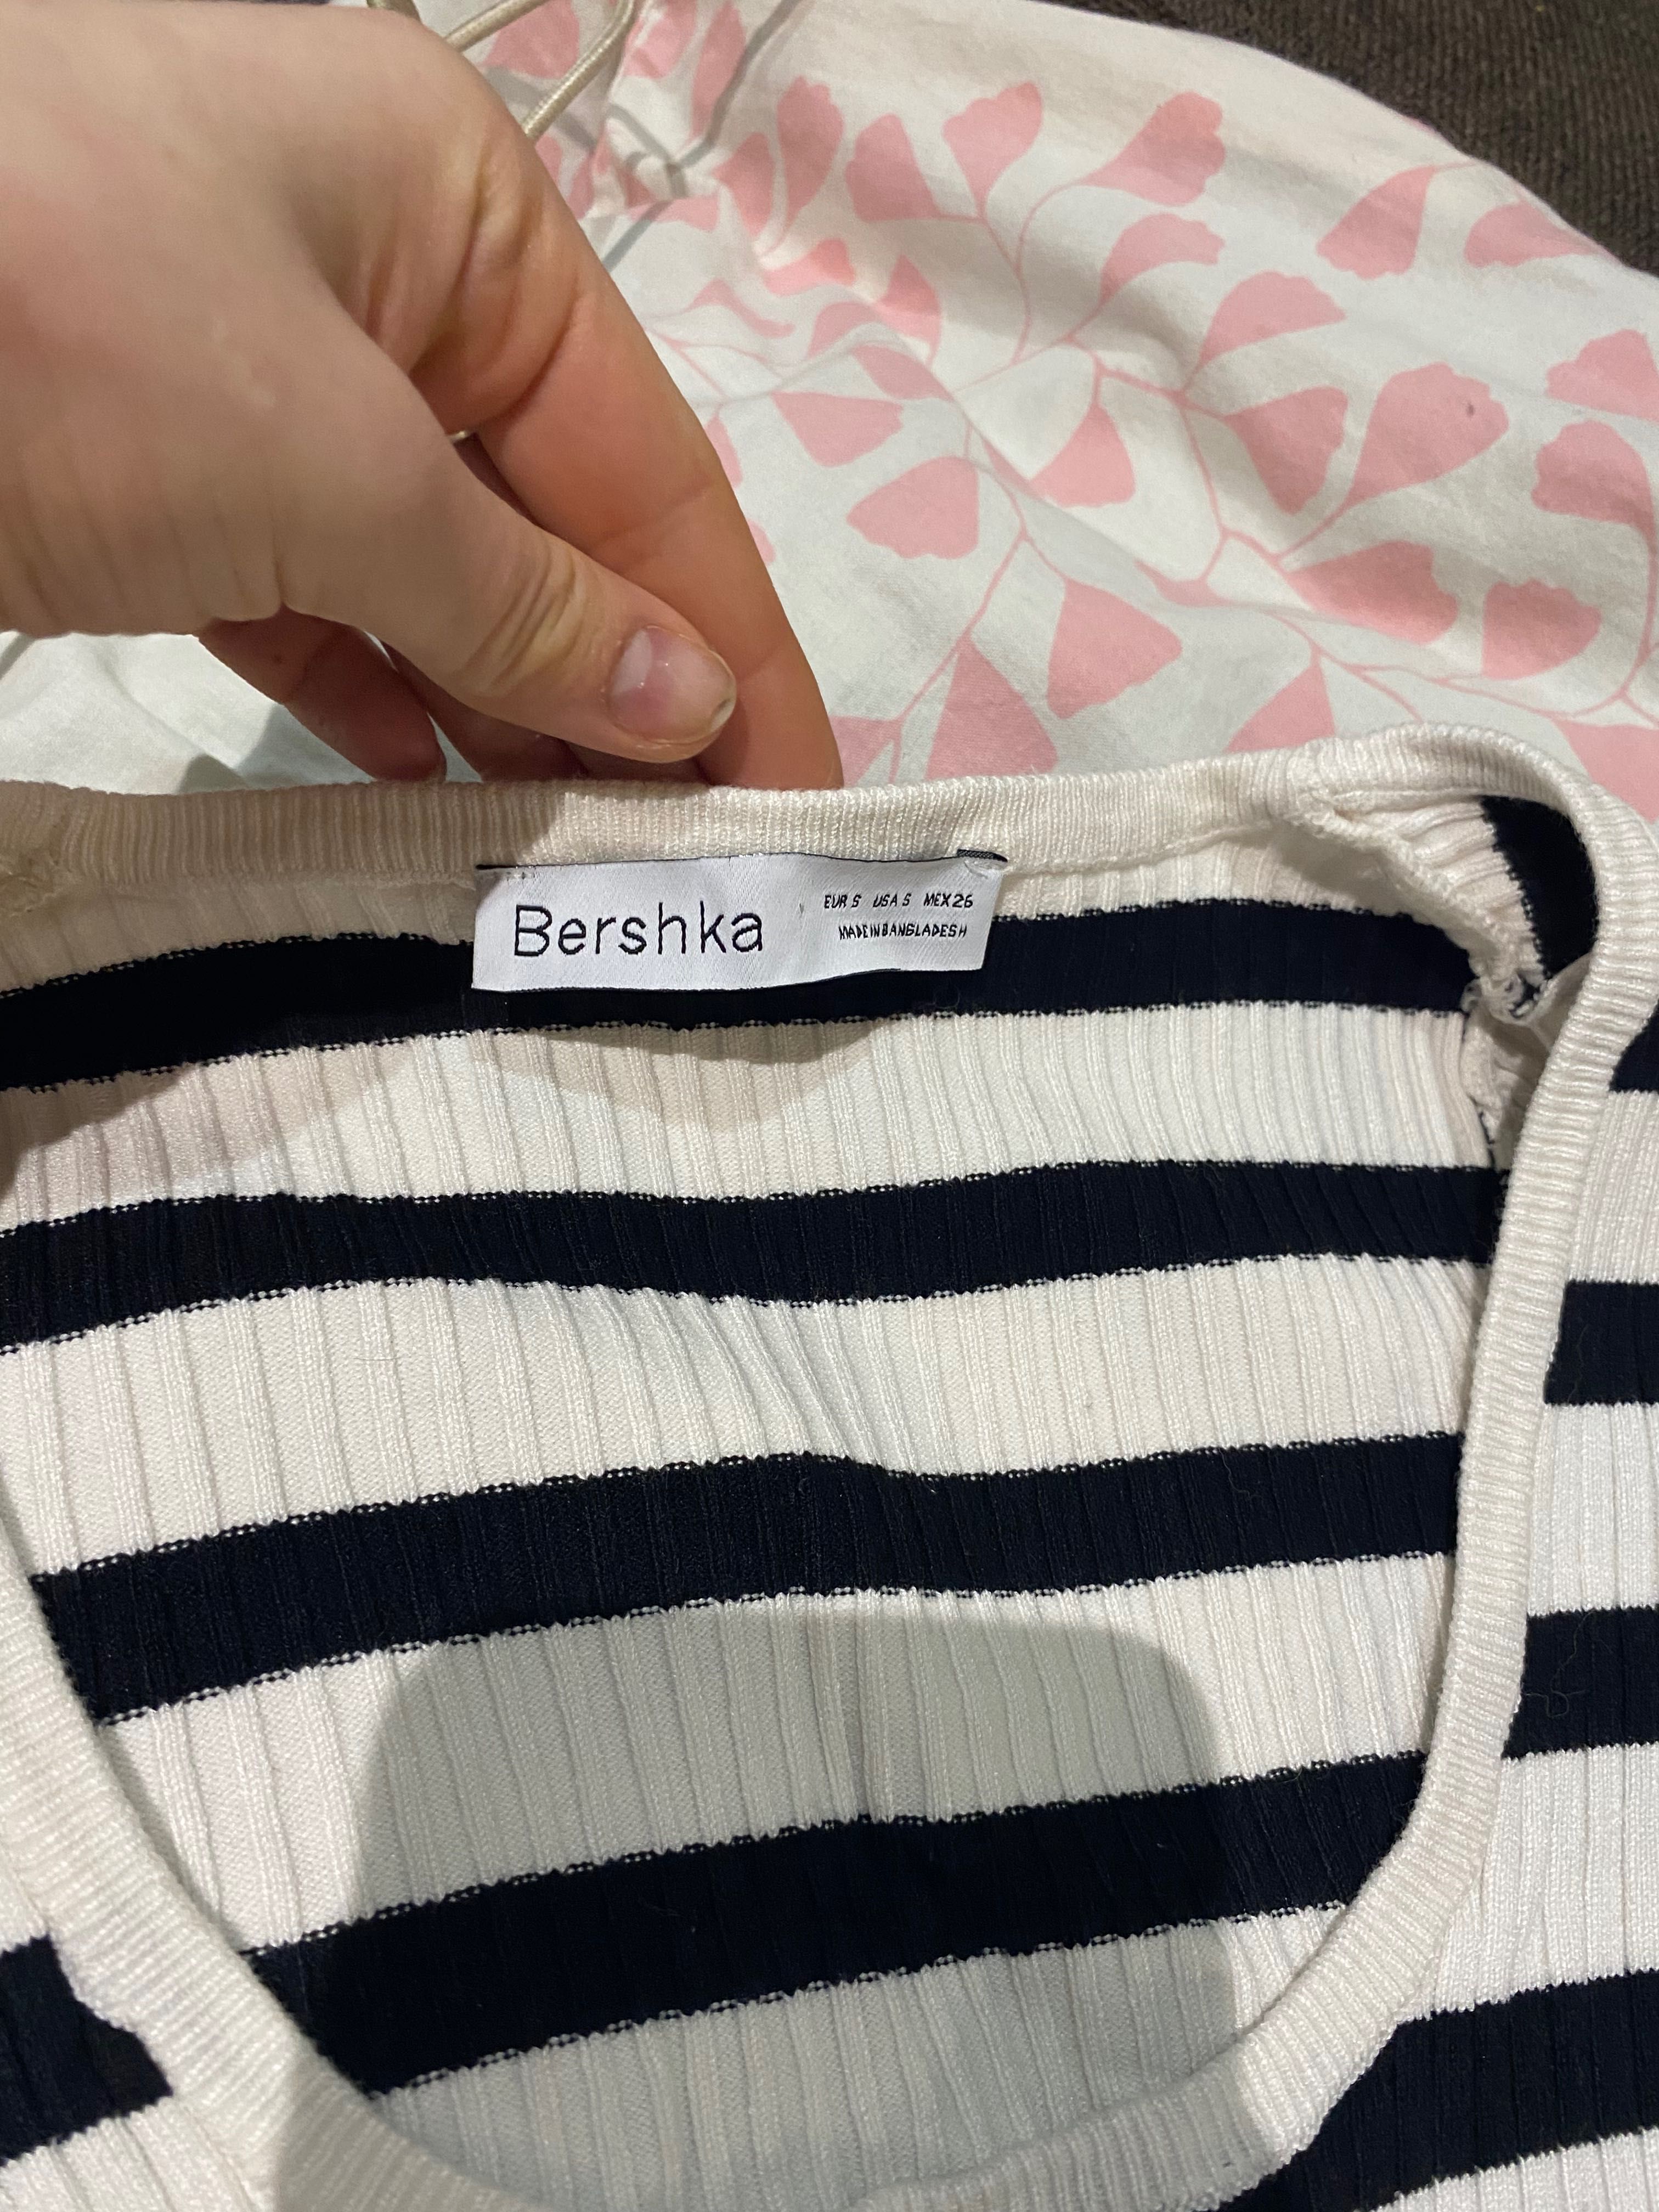 Bershka
EUR S USA S MEX 26
MADE IN BANGLADESH